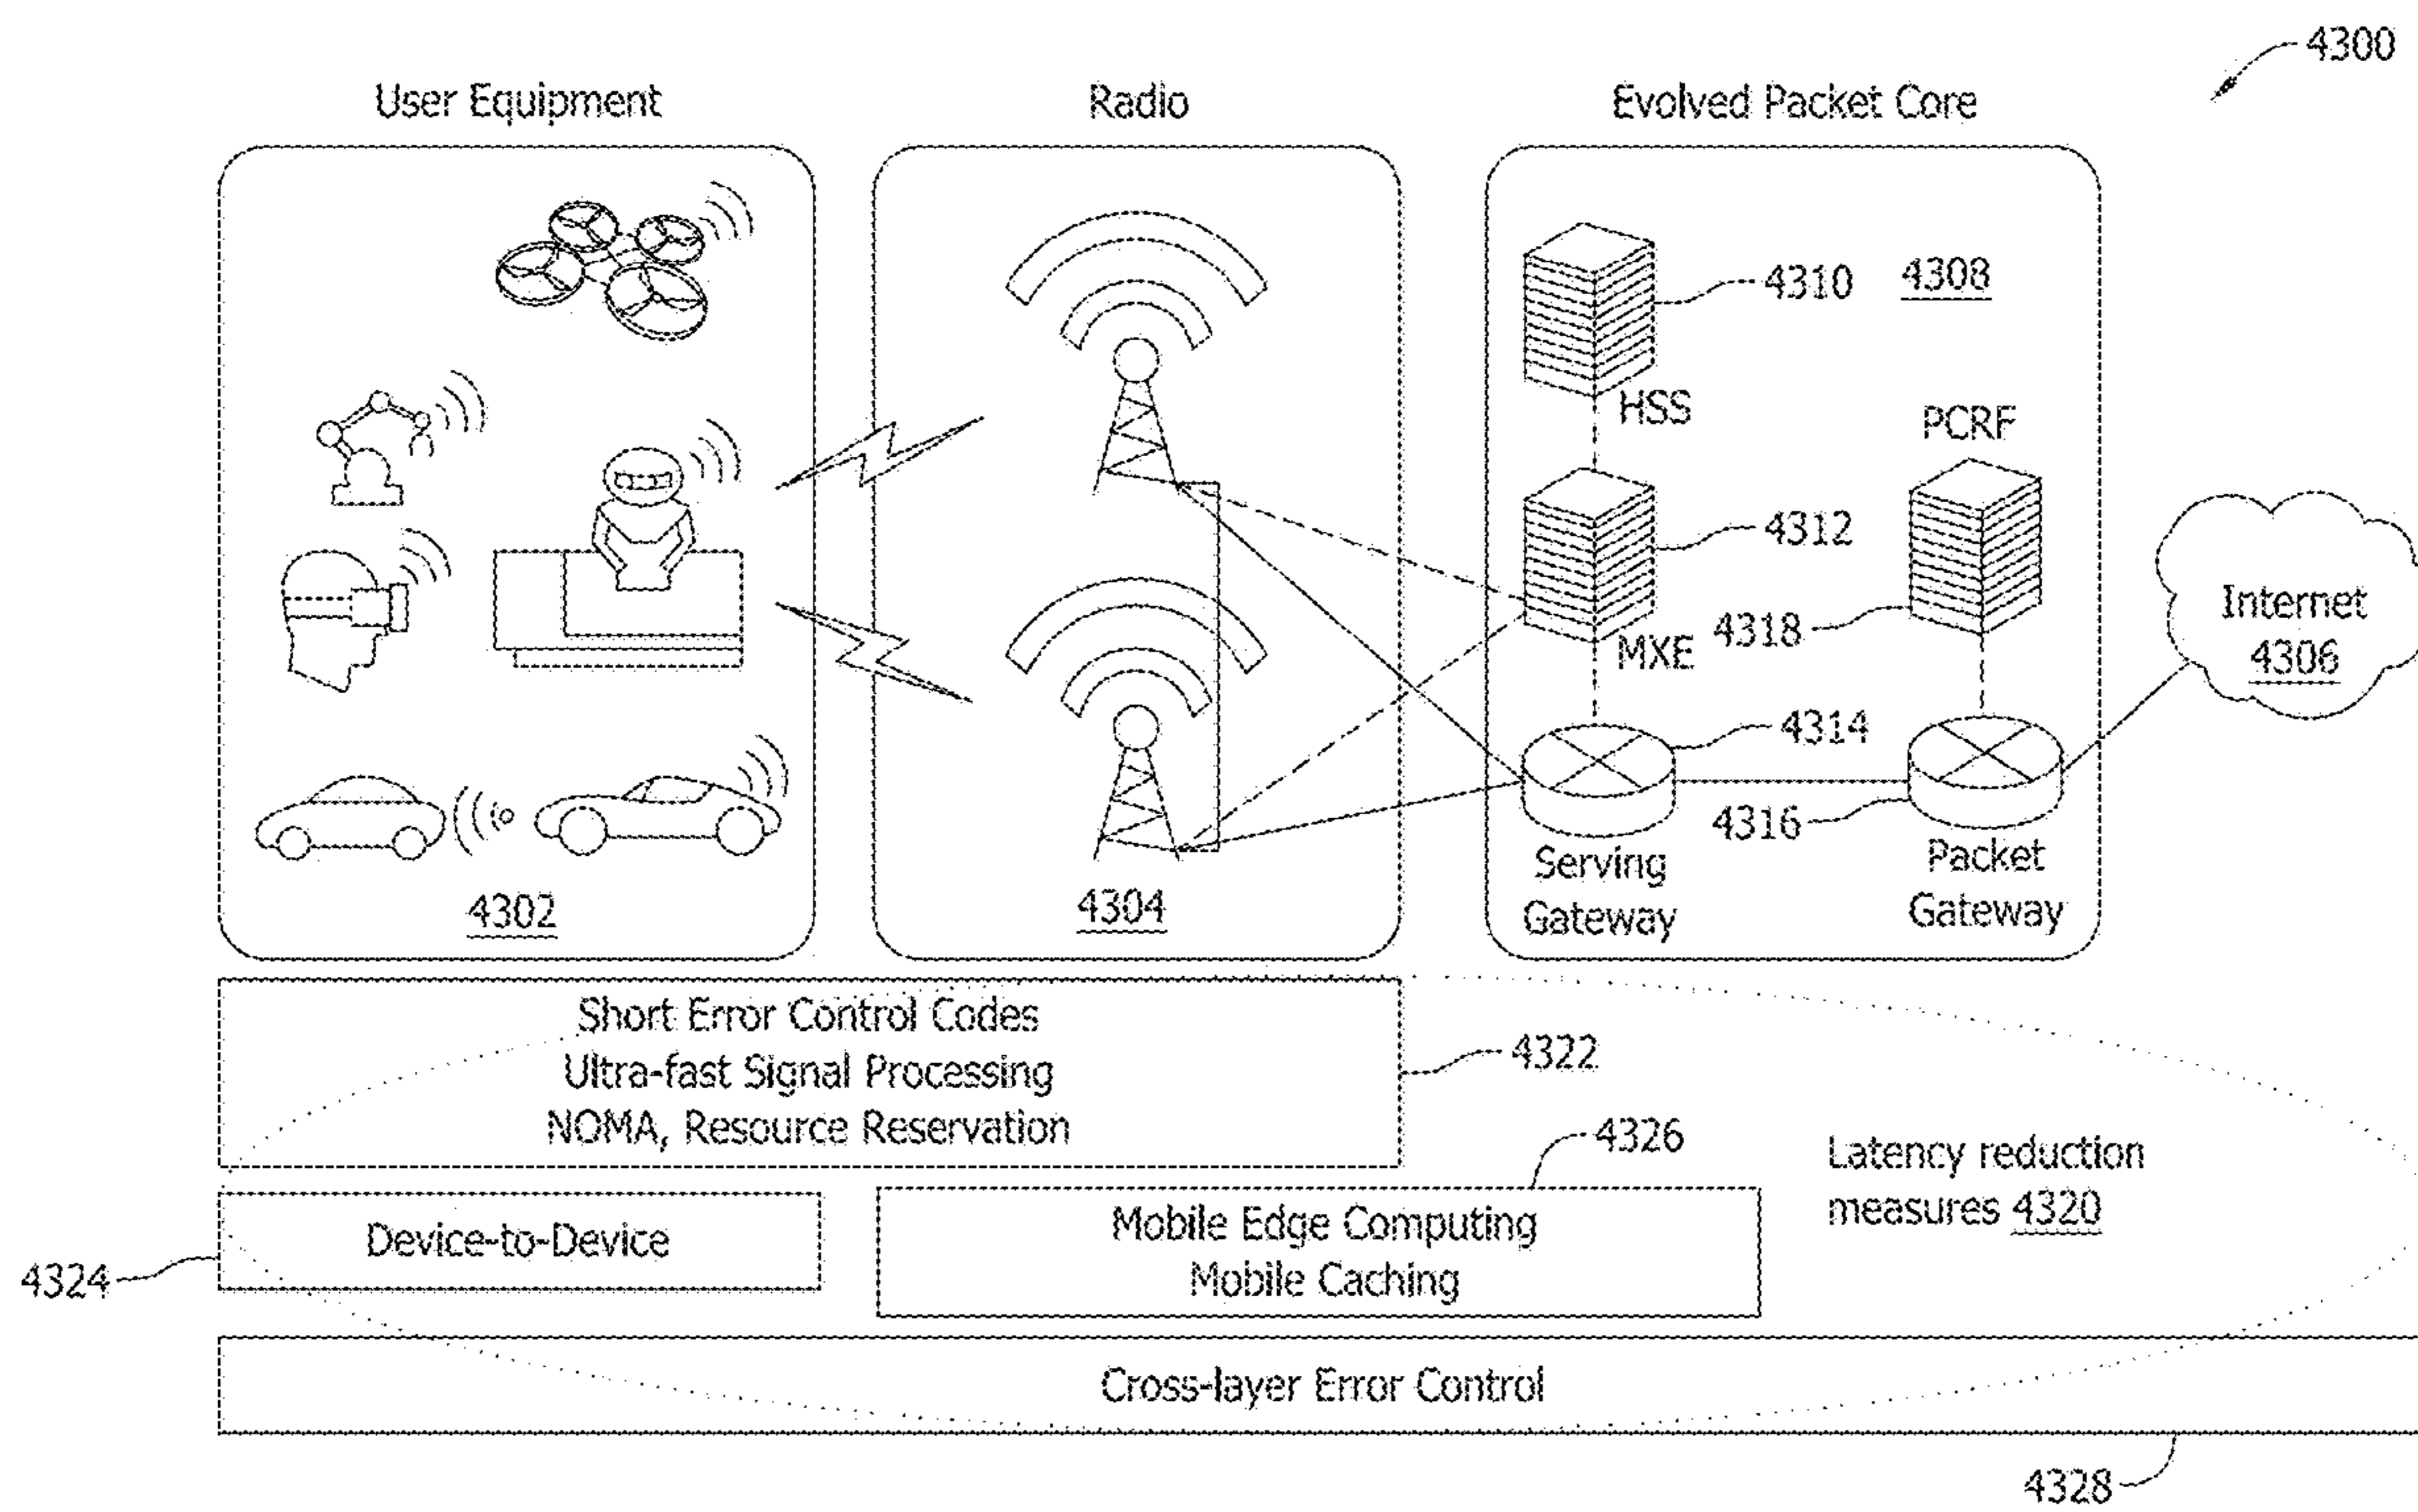 4300
User Equipment
Radio
Evolved Packet Core
4310
4308
HSS
PCRF
4312
4318
MXE
Internet
4306
4314
4316
Serving
Gateway
Packet
Gateway
4302
4304
Short Error Control Codes
Ultra-fast Signal Processing
NOMA, Resource Reservation
4322
4326
Latency reduction
measures 4320
Device-to-Device
Mobile Edge Computing
Mobile Caching
4324
Cross-layer Error Control
4328